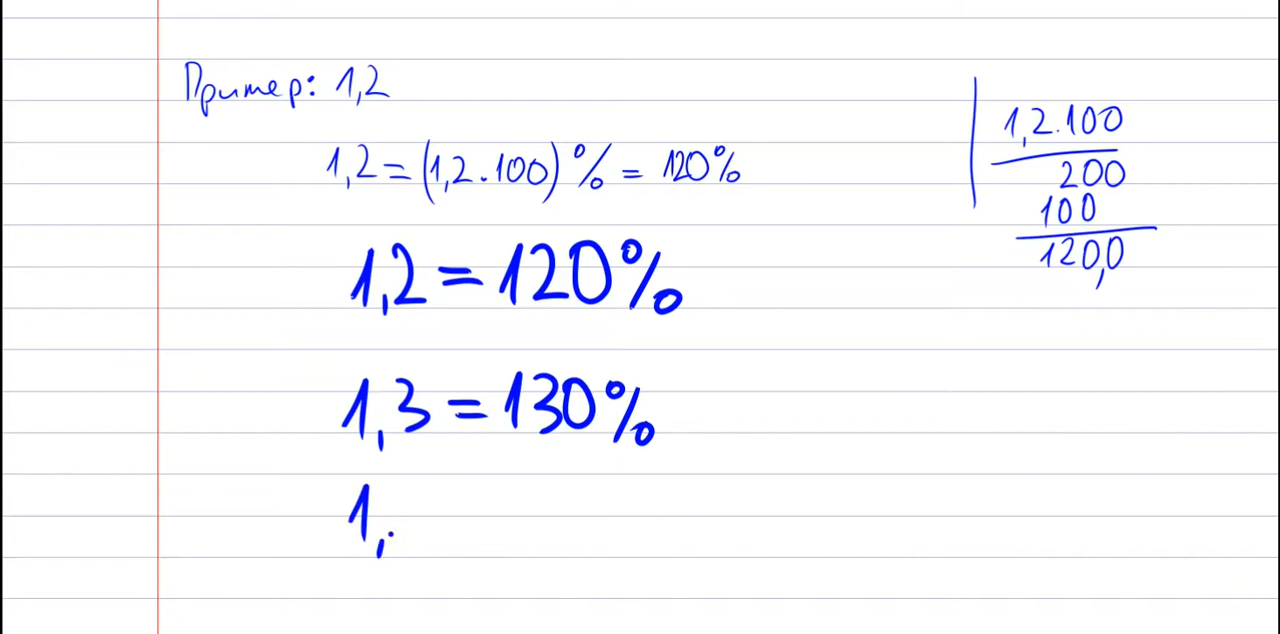 Пример: 1,2
1,2 = (1,2 . 100) % = 120%
1,2 = 120%
1,3 = 130%
1,
1,2 . 100
200
100
120,0